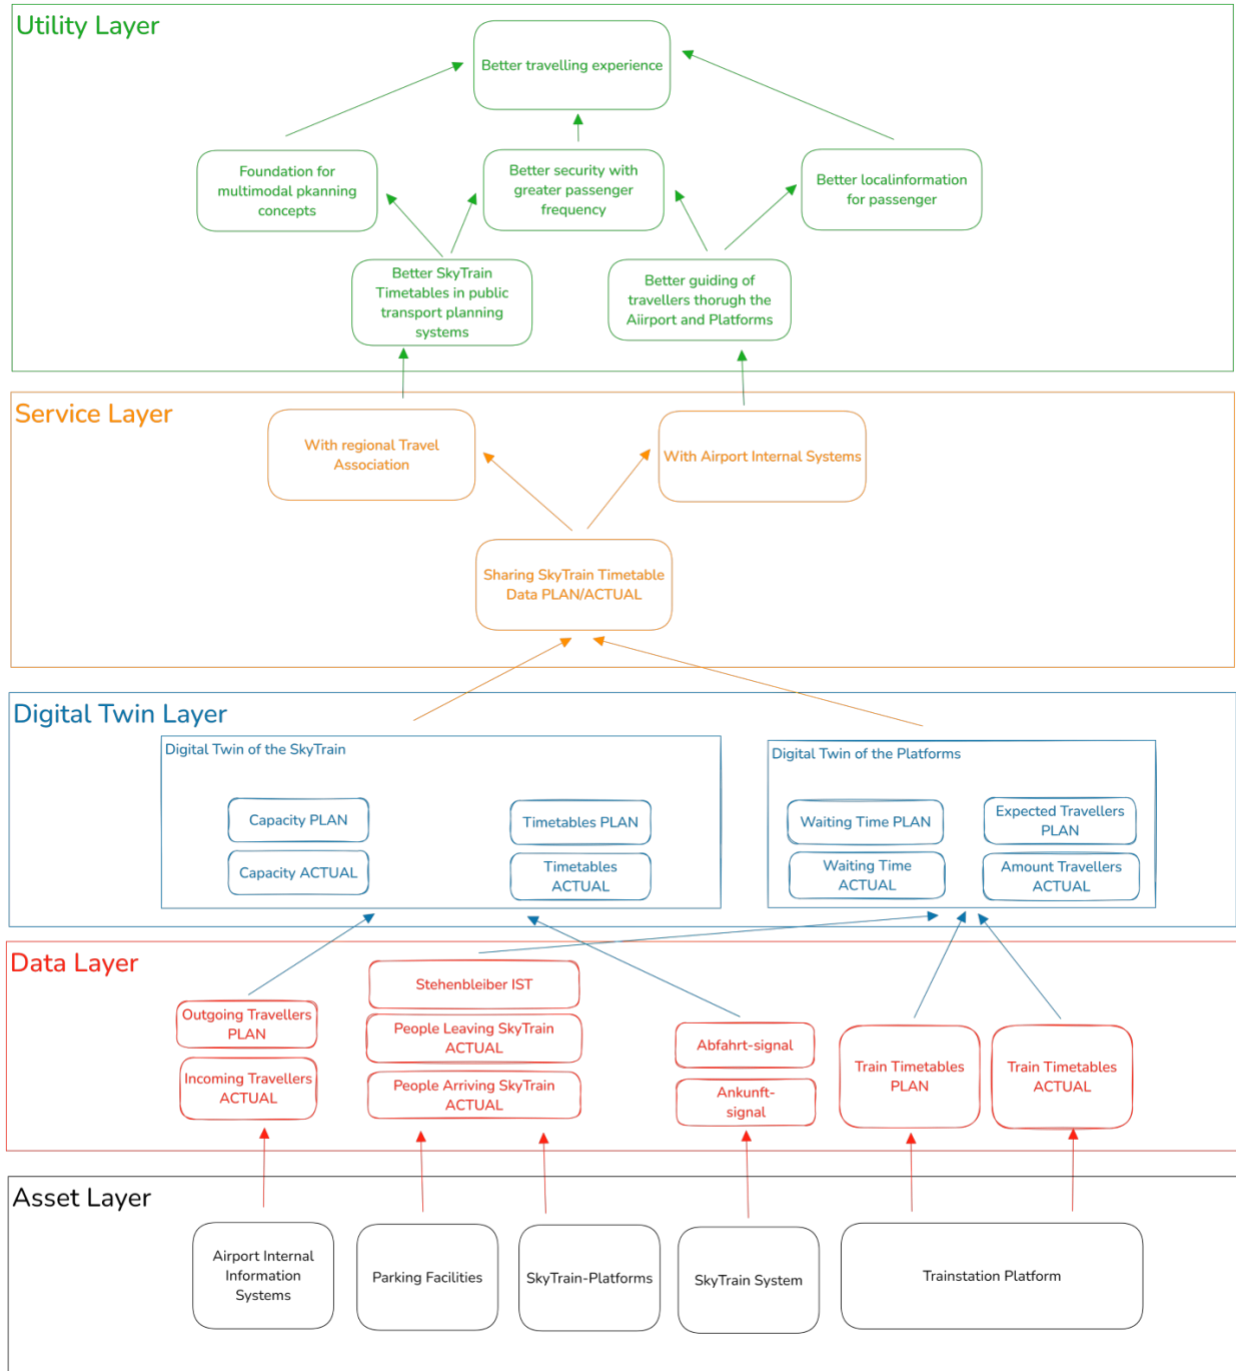 Utility Layer
Better travelling experience
Foundation for
multimodal pkanning
concepts
Better security with
greater passenger
frequency
Better localinformation
for passenger
Better SkyTrain
Timetables in public
transport planning
systems
Better guiding of
travellers thorugh the
Aiirport and Platforms
Service Layer
With regional Travel
Association
With Airport Internal Systems
Sharing SkyTrain Timetable
Data PLAN/ACTUAL
Digital Twin Layer
Digital Twin of the SkyTrain
Capacity PLAN
Timetables PLAN
Capacity ACTUAL
Timetables
ACTUAL
Digital Twin of the Platforms
Waiting Time PLAN
Expected Travellers
PLAN
Waiting Time
ACTUAL
Amount Travellers
ACTUAL
Data Layer
Outgoing Travellers
PLAN
Incoming Travellers
ACTUAL
Stehenbleiber IST
People Leaving SkyTrain
ACTUAL
People Arriving SkyTrain
ACTUAL
Abfahrt-signal
Ankunft-
signal
Train Timetables
PLAN
Train Timetables
ACTUAL
Asset Layer
Airport Internal
Information
Systems
Parking Facilities
SkyTrain-Platforms
SkyTrain System
Trainstation Platform